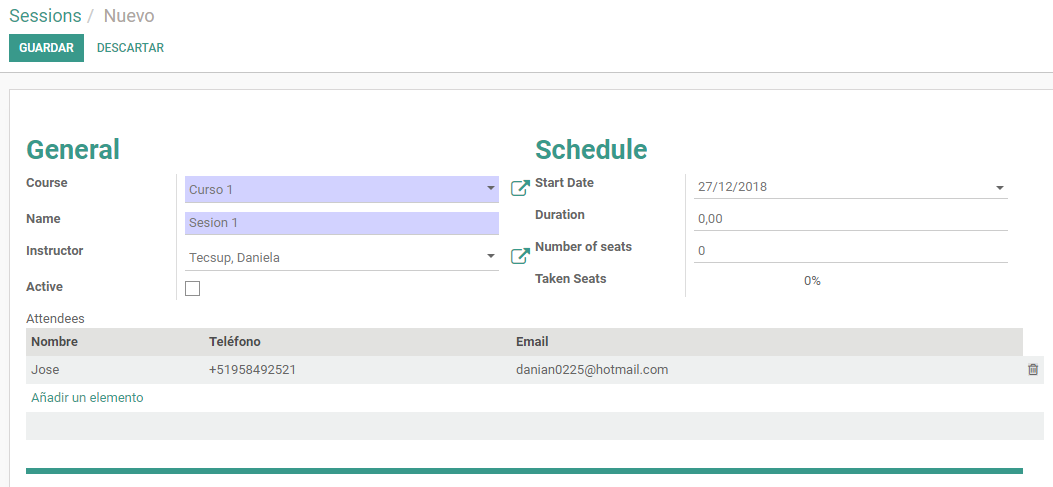 Sessions / Nuevo
GUARDAR DESCARTAR
General
Course Curso 1
Name Sesion 1
Instructor Tecsup, Daniela
Active
Schedule
Start Date 27/12/2018
Duration 0,00
Number of seats 0
Taken Seats 0%
Attendees
Nombre Teléfono Email
Jose +51958492521 danian0225@hotmail.com
Añadir un elemento